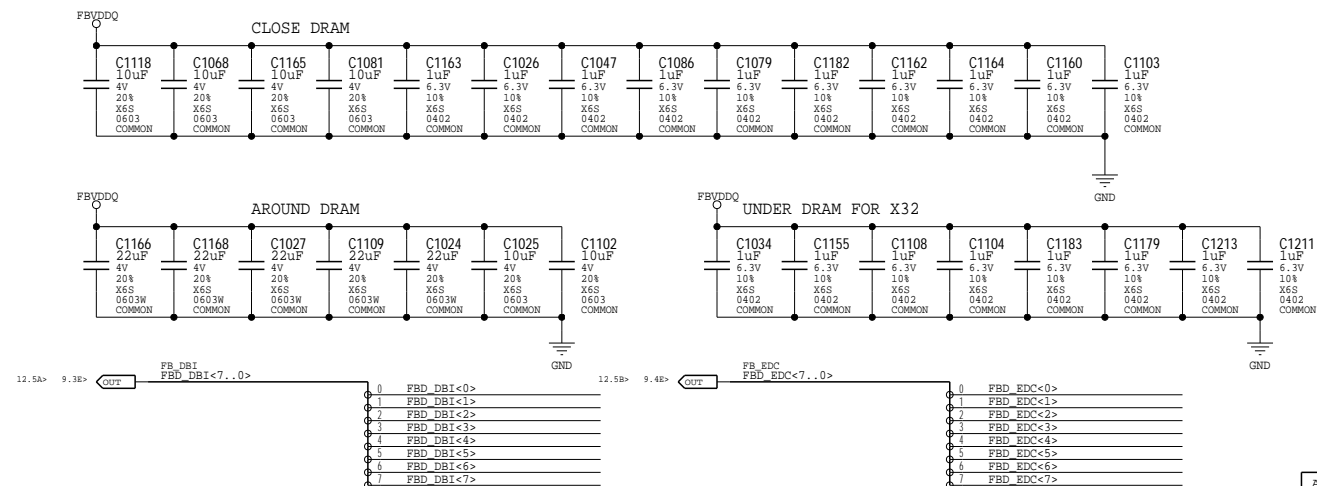 FBVDDQ
CLOSE DRAM
C1118 C1068 C1165 C1081 C1163 C1026 C1047 C1086 C1079 C1182 C1162 C1164 C1160 C1103
10uF 10uF 10uF 10uF 1uF 1uF 1uF 1uF 1uF 1uF 1uF 1uF 1uF 1uF
4V 4V 4V 4V 6.3V 6.3V 6.3V 6.3V 6.3V 6.3V 6.3V 6.3V 6.3V 6.3V
20% 20% 20% 20% 10% 10% 10% 10% 10% 10% 10% 10% 10% 10%
X6S X6S X6S X6S X6S X6S X6S X6S X6S X6S X6S X6S X6S X6S
0603 0603 0603 0603 0402 0402 0402 0402 0402 0402 0402 0402 0402 0402
COMMON COMMON COMMON COMMON COMMON COMMON COMMON COMMON COMMON COMMON COMMON COMMON COMMON COMMON
GND
FBVDDQ
AROUND DRAM
C1166 C1168 C1027 C1109 C1024 C1025 C1102
22uF 22uF 22uF 22uF 22uF 10uF 10uF
4V 4V 4V 4V 4V 4V 4V
20% 20% 20% 20% 20% 20% 20%
X6S X6S X6S X6S X6S X6S X6S
0603W 0603W 0603W 0603W 0603W 0603 0603
COMMON COMMON COMMON COMMON COMMON COMMON COMMON
GND
FBVDDQ
UNDER DRAM FOR X32
C1034 C1155 C1108 C1104 C1183 C1179 C1213 C1211
1uF 1uF 1uF 1uF 1uF 1uF 1uF 1uF
6.3V 6.3V 6.3V 6.3V 6.3V 6.3V 6.3V 6.3V
10% 10% 10% 10% 10% 10% 10% 10%
X6S X6S X6S X6S X6S X6S X6S X6S
0402 0402 0402 0402 0402 0402 0402 0402
COMMON COMMON COMMON COMMON COMMON COMMON COMMON COMMON
GND
FB_DBI
12.5A> 9.3E> OUT FBD_DBI<7..0>
0 FBD_DBI<0>
1 FBD_DBI<1>
2 FBD_DBI<2>
3 FBD_DBI<3>
4 FBD_DBI<4>
5 FBD_DBI<5>
6 FBD_DBI<6>
7 FBD_DBI<7>
FB_EDC
12.5B> 9.4E> OUT FBD_EDC<7..0>
0 FBD_EDC<0>
1 FBD_EDC<1>
2 FBD_EDC<2>
3 FBD_EDC<3>
4 FBD_EDC<4>
5 FBD_EDC<5>
6 FBD_EDC<6>
7 FBD_EDC<7>